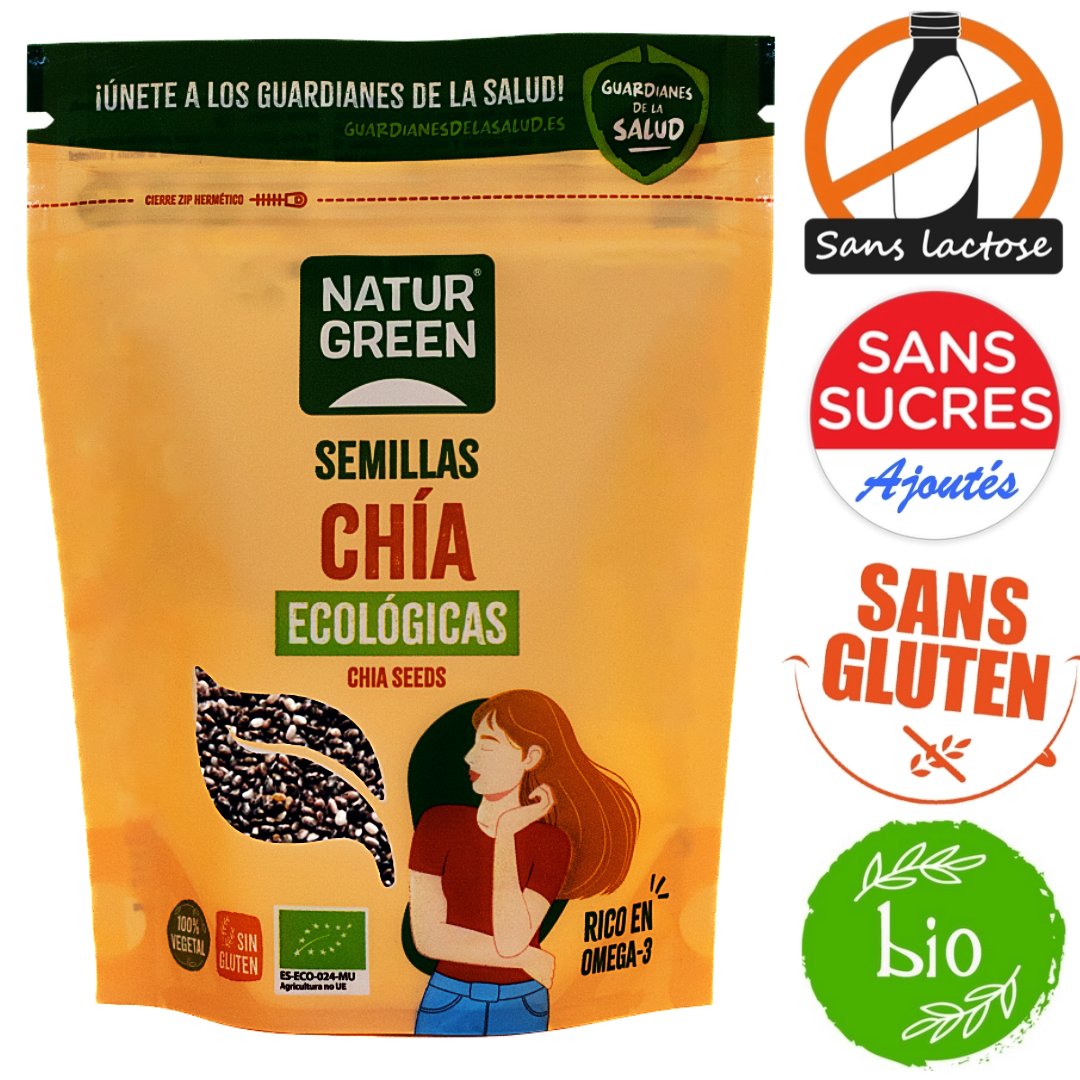 ¡ÚNETE A LOS GUARDIANES DE LA SALUD!
GUARDIANESDELASALUD.ES
GUARDIANES
DE LA
SALUD
CIERRE ZIP HERMÉTICO
NATUR®
GREEN
SEMILLAS
CHÍA
ECOLÓGICAS
CHIA SEEDS
100%
VEGETAL
SIN
GLUTEN
ES-ECO-024-MU
Agricultura no UE
RICO EN
OMEGA-3
Sans lactose
SANS
SUCRES
Ajoutés
SANS
GLUTEN
bio